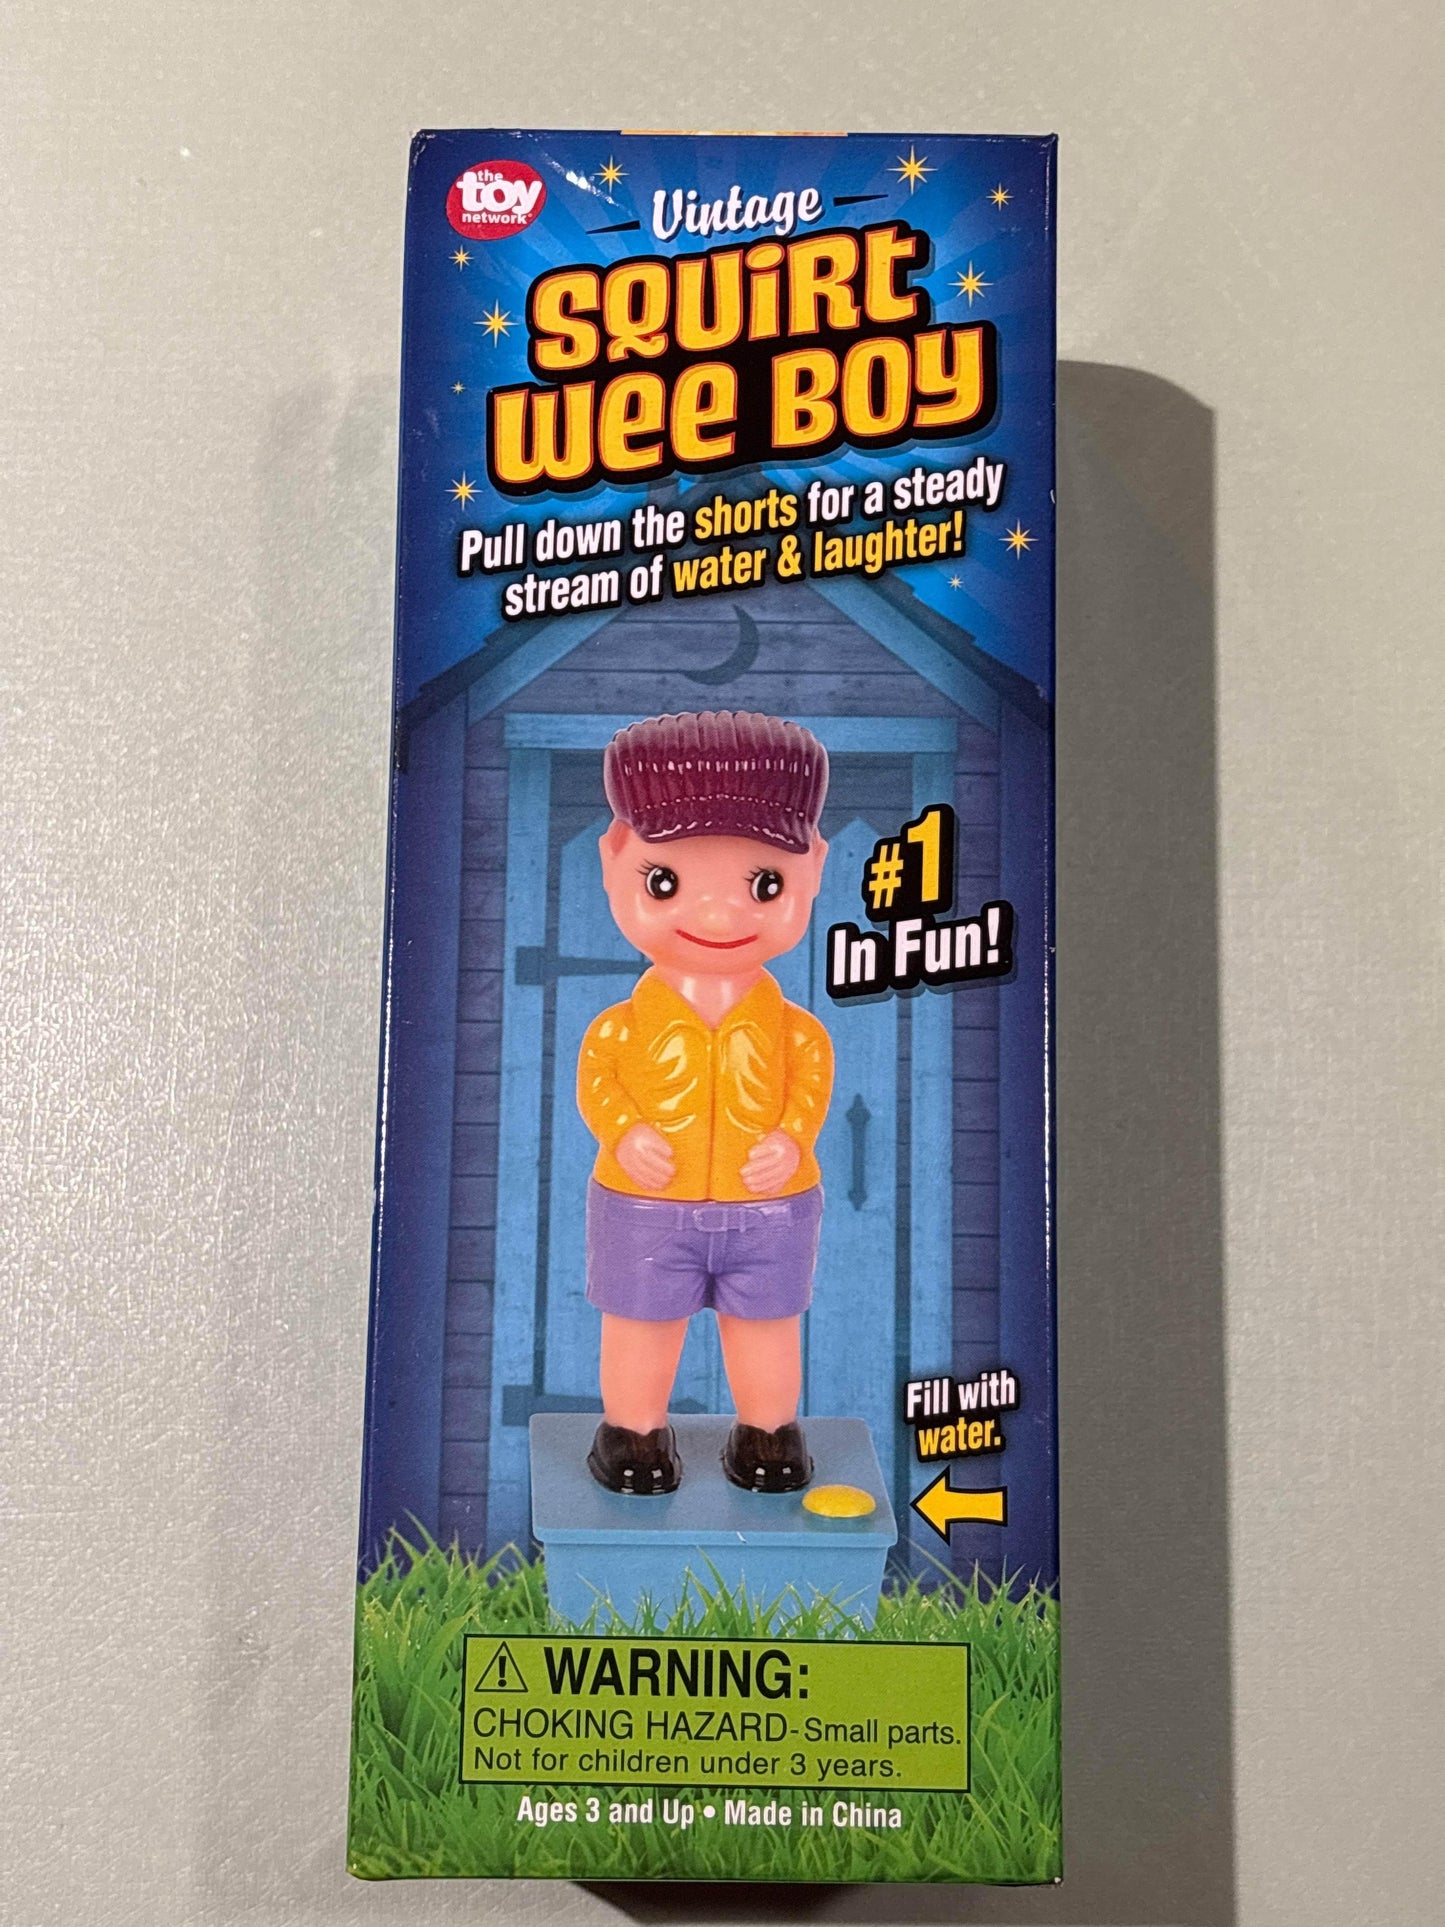 the
toy
network®
Vintage
SQUiRt
wee BOY
Pull down the shorts for a steady
stream of water & laughter!
#1
In Fun!
Fill with
water.
WARNING:
CHOKING HAZARD-Small parts.
Not for children under 3 years.
Ages 3 and Up • Made in China